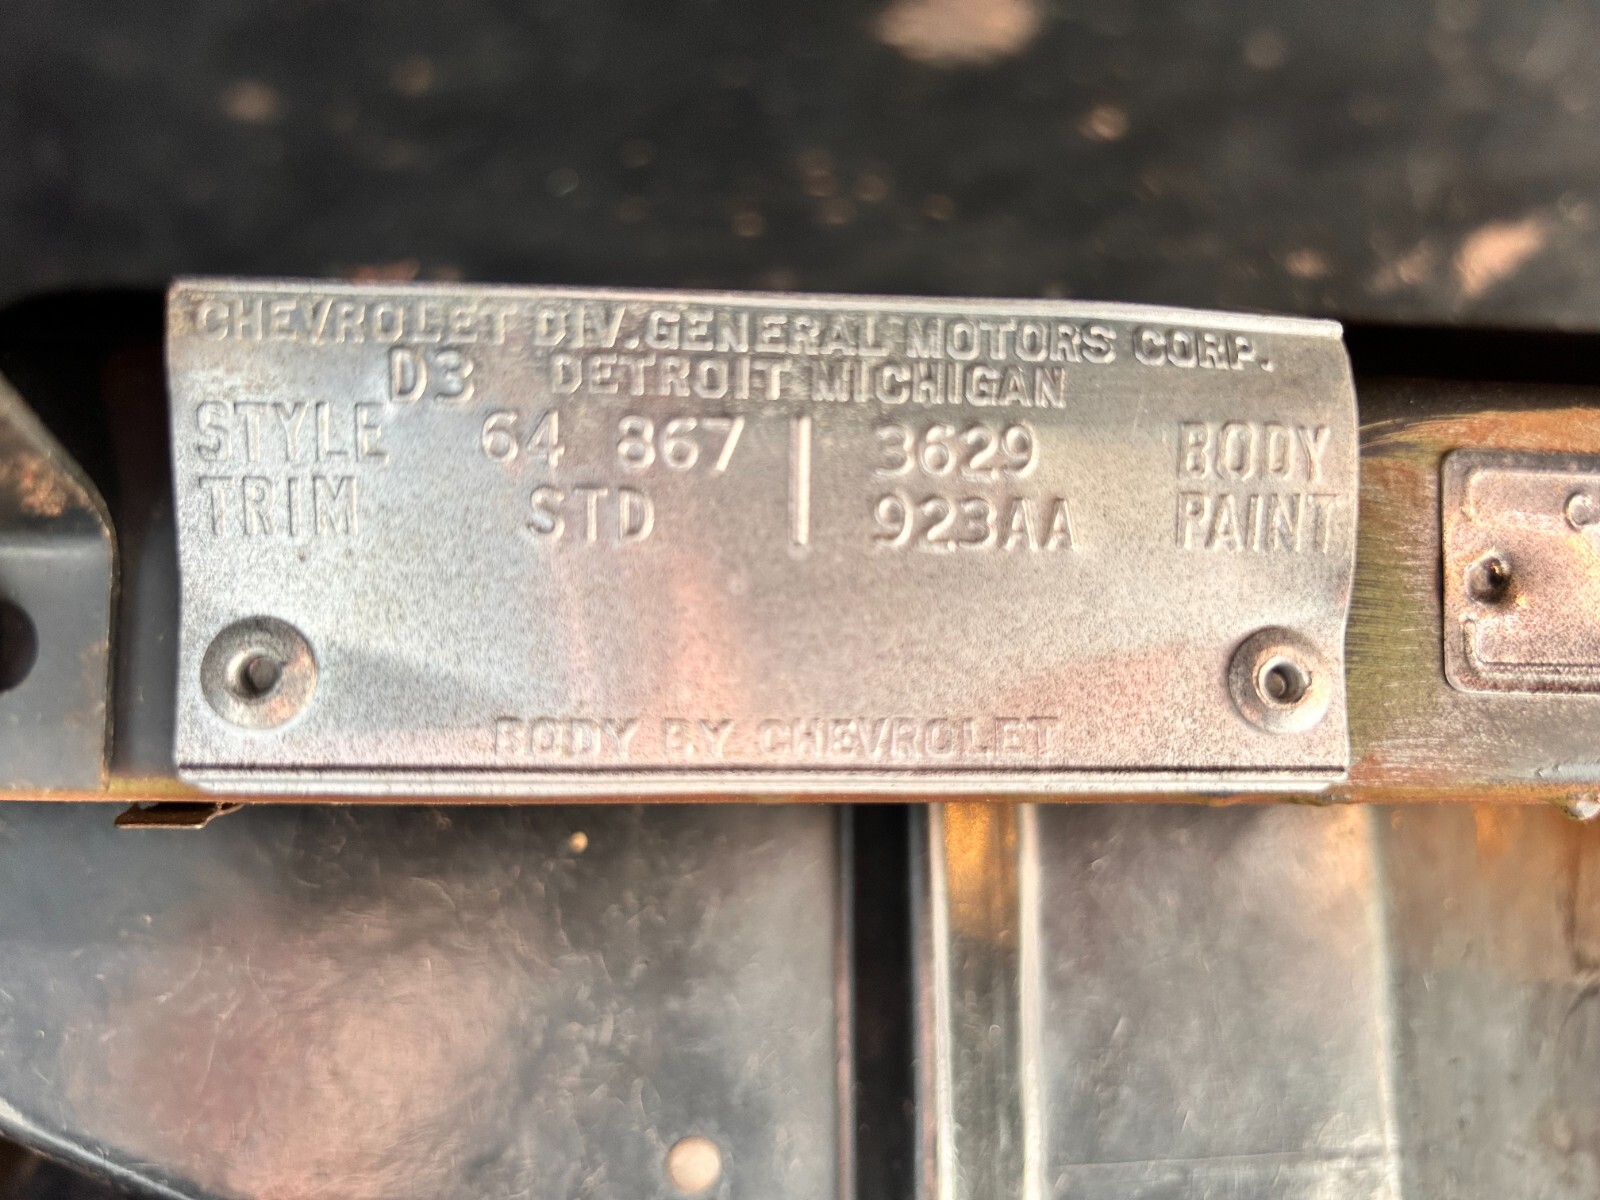 CHEVROLET DIV. GENERAL MOTORS CORP.
D3 DETROIT MICHIGAN
STYLE 64 867 | 3629 BODY
TRIM STD | 923AA PAINT
BODY BY CHEVROLET
C